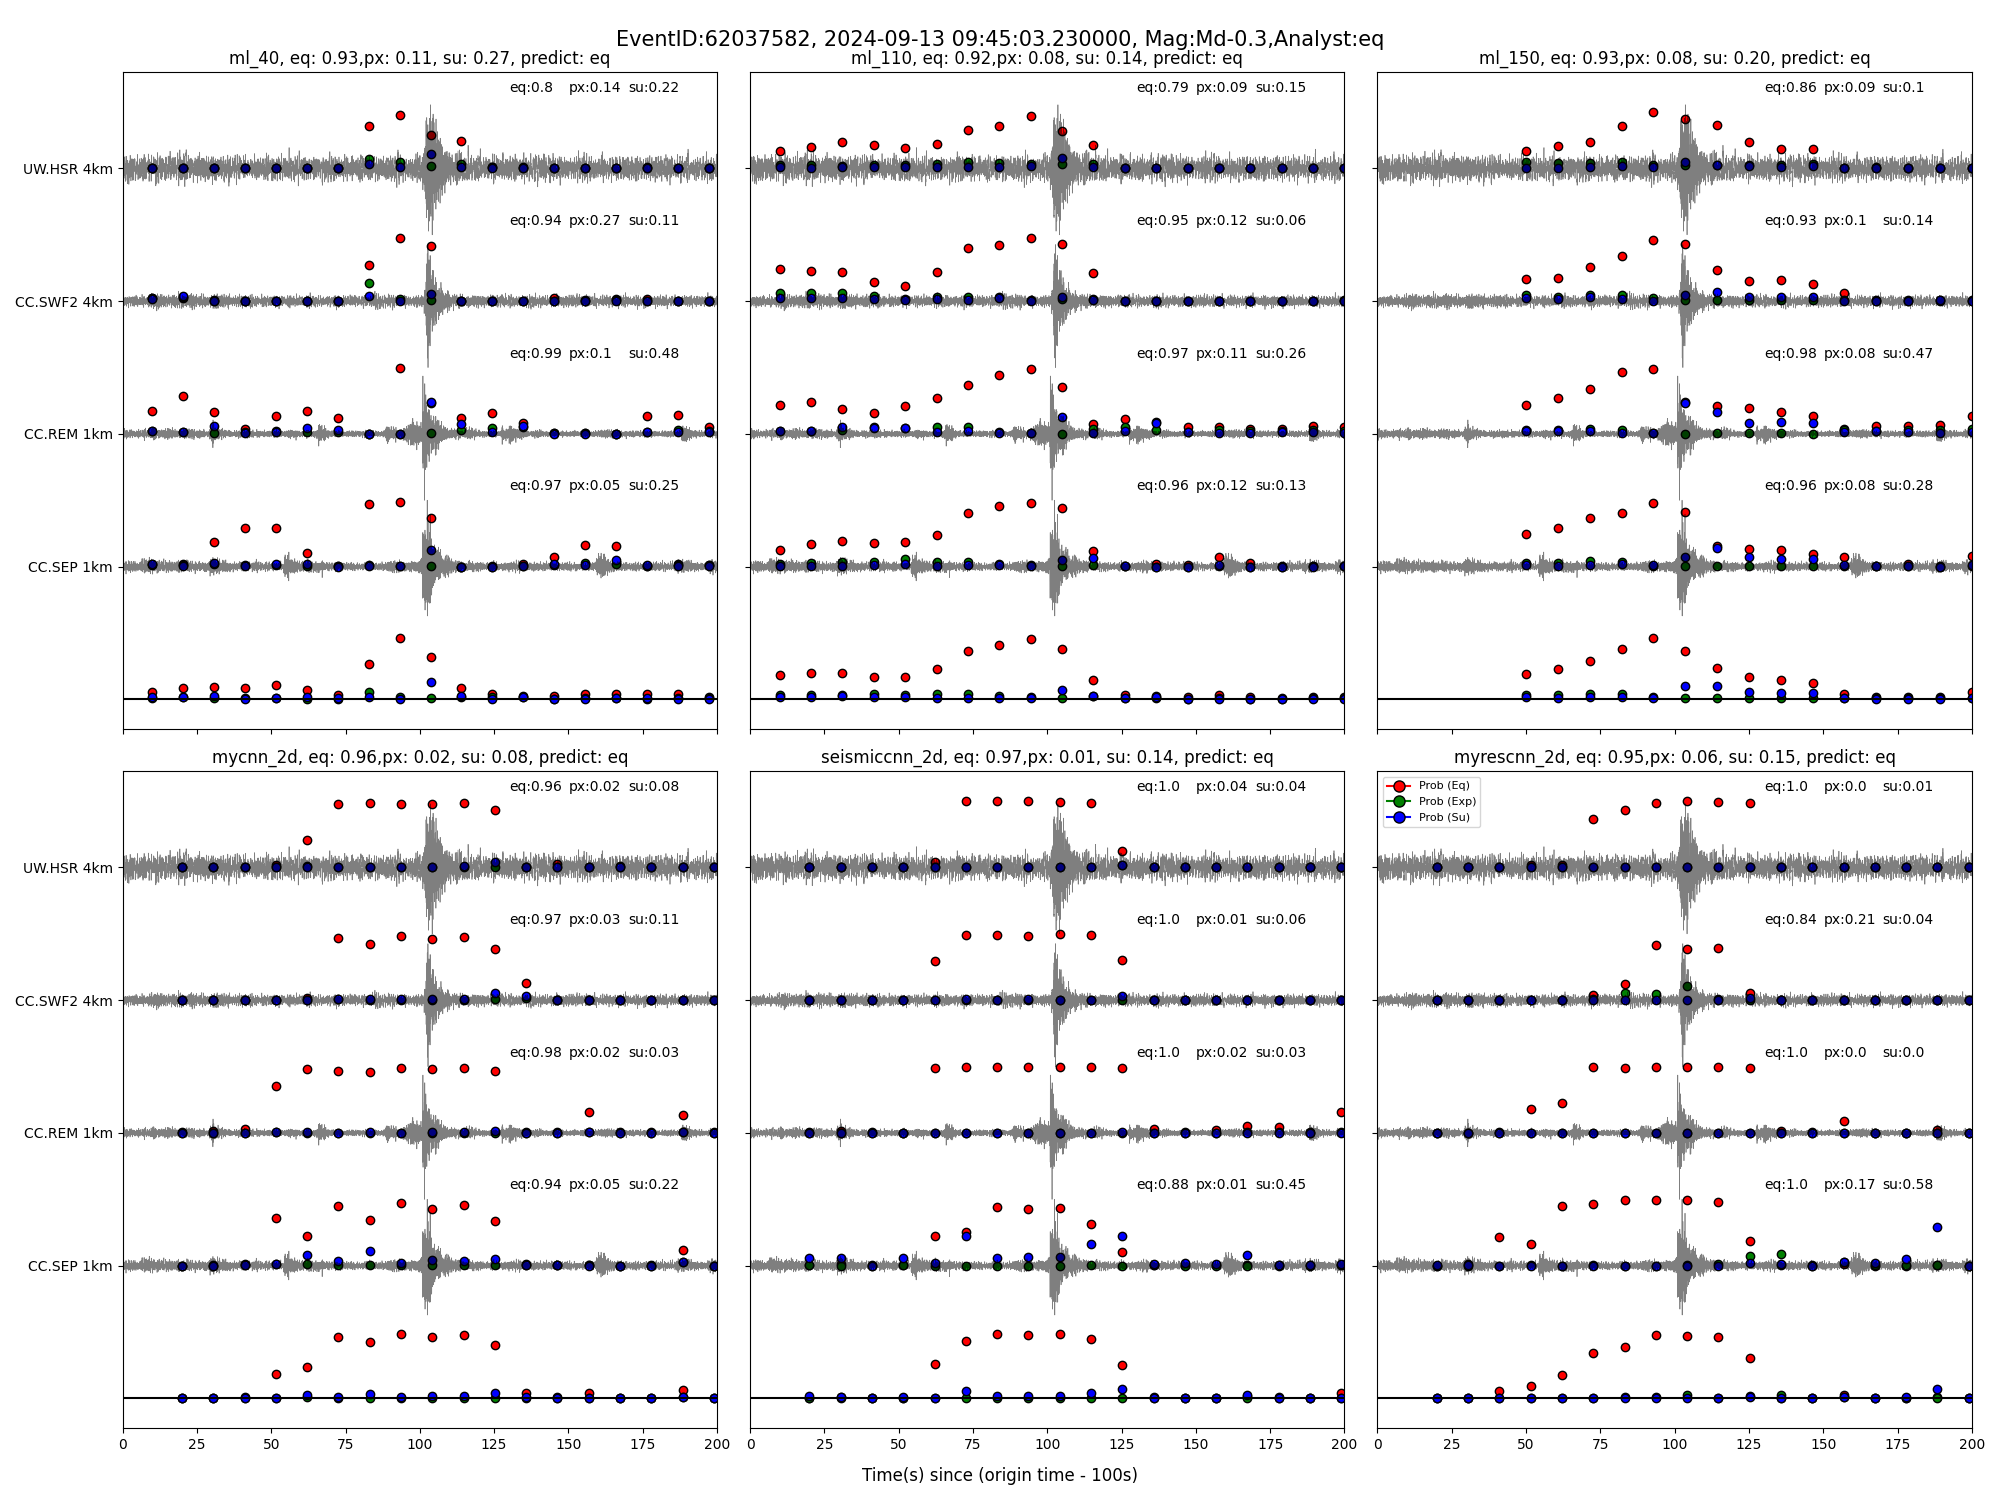 EventID:62037582, 2024-09-13 09:45:03.230000, Mag:Md-0.3,Analyst:eq
ml_40, eq: 0.93,px: 0.11, su: 0.27, predict: eq
eq:0.8 px:0.14 su:0.22
UW.HSR 4km
eq:0.94 px:0.27 su:0.11
CC.SWF2 4km
eq:0.99 px:0.1 su:0.48
CC.REM 1km
eq:0.97 px:0.05 su:0.25
CC.SEP 1km
ml_110, eq: 0.92,px: 0.08, su: 0.14, predict: eq
eq:0.79 px:0.09 su:0.15
eq:0.95 px:0.12 su:0.06
eq:0.97 px:0.11 su:0.26
eq:0.96 px:0.12 su:0.13
ml_150, eq: 0.93,px: 0.08, su: 0.20, predict: eq
eq:0.86 px:0.09 su:0.1
eq:0.93 px:0.1 su:0.14
eq:0.98 px:0.08 su:0.47
eq:0.96 px:0.08 su:0.28
mycnn_2d, eq: 0.96,px: 0.02, su: 0.08, predict: eq
eq:0.96 px:0.02 su:0.08
UW.HSR 4km
eq:0.97 px:0.03 su:0.11
CC.SWF2 4km
eq:0.98 px:0.02 su:0.03
CC.REM 1km
eq:0.94 px:0.05 su:0.22
CC.SEP 1km
0 25 50 75 100 125 150 175 200
seismiccnn_2d, eq: 0.97,px: 0.01, su: 0.14, predict: eq
eq:1.0 px:0.04 su:0.04
eq:1.0 px:0.01 su:0.06
eq:1.0 px:0.02 su:0.03
eq:0.88 px:0.01 su:0.45
0 25 50 75 100 125 150 175 200
myrescnn_2d, eq: 0.95,px: 0.06, su: 0.15, predict: eq
Prob (Eq)
Prob (Exp)
Prob (Su)
eq:1.0 px:0.0 su:0.01
eq:0.84 px:0.21 su:0.04
eq:1.0 px:0.0 su:0.0
eq:1.0 px:0.17 su:0.58
0 25 50 75 100 125 150 175 200
Time(s) since (origin time - 100s)